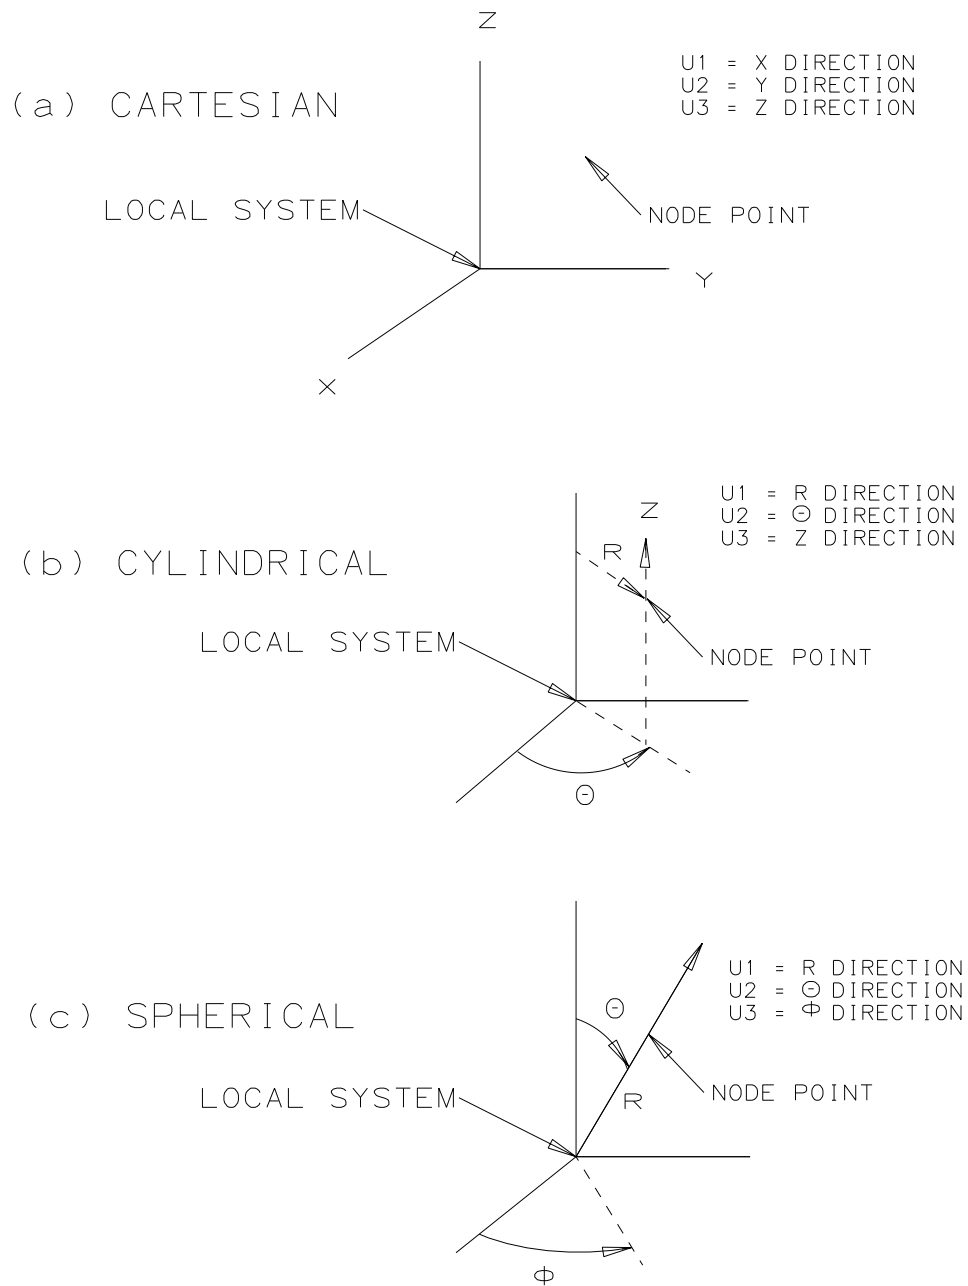 Z
U1 = X DIRECTION
U2 = Y DIRECTION
U3 = Z DIRECTION
(a) CARTESIAN
LOCAL SYSTEM
NODE POINT
Y
X
U1 = R DIRECTION
U2 = Θ DIRECTION
U3 = Z DIRECTION
Z
R
(b) CYLINDRICAL
LOCAL SYSTEM
NODE POINT
Θ
U1 = R DIRECTION
U2 = Θ DIRECTION
U3 = Φ DIRECTION
Θ
(c) SPHERICAL
LOCAL SYSTEM
R
NODE POINT
Φ